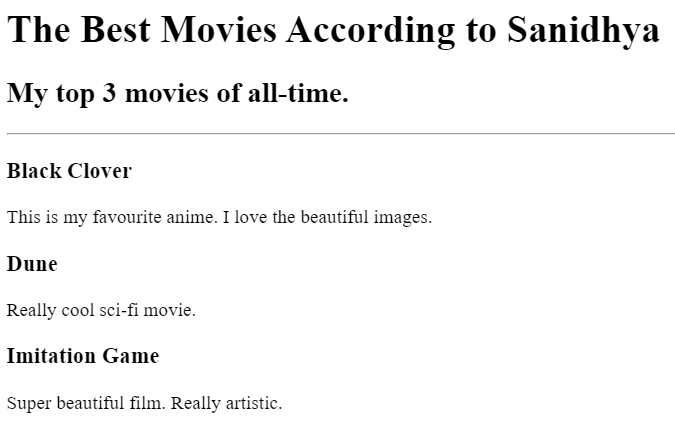 The Best Movies According to Sanidhya
My top 3 movies of all-time.
Black Clover
This is my favourite anime. I love the beautiful images.
Dune
Really cool sci-fi movie.
Imitation Game
Super beautiful film. Really artistic.